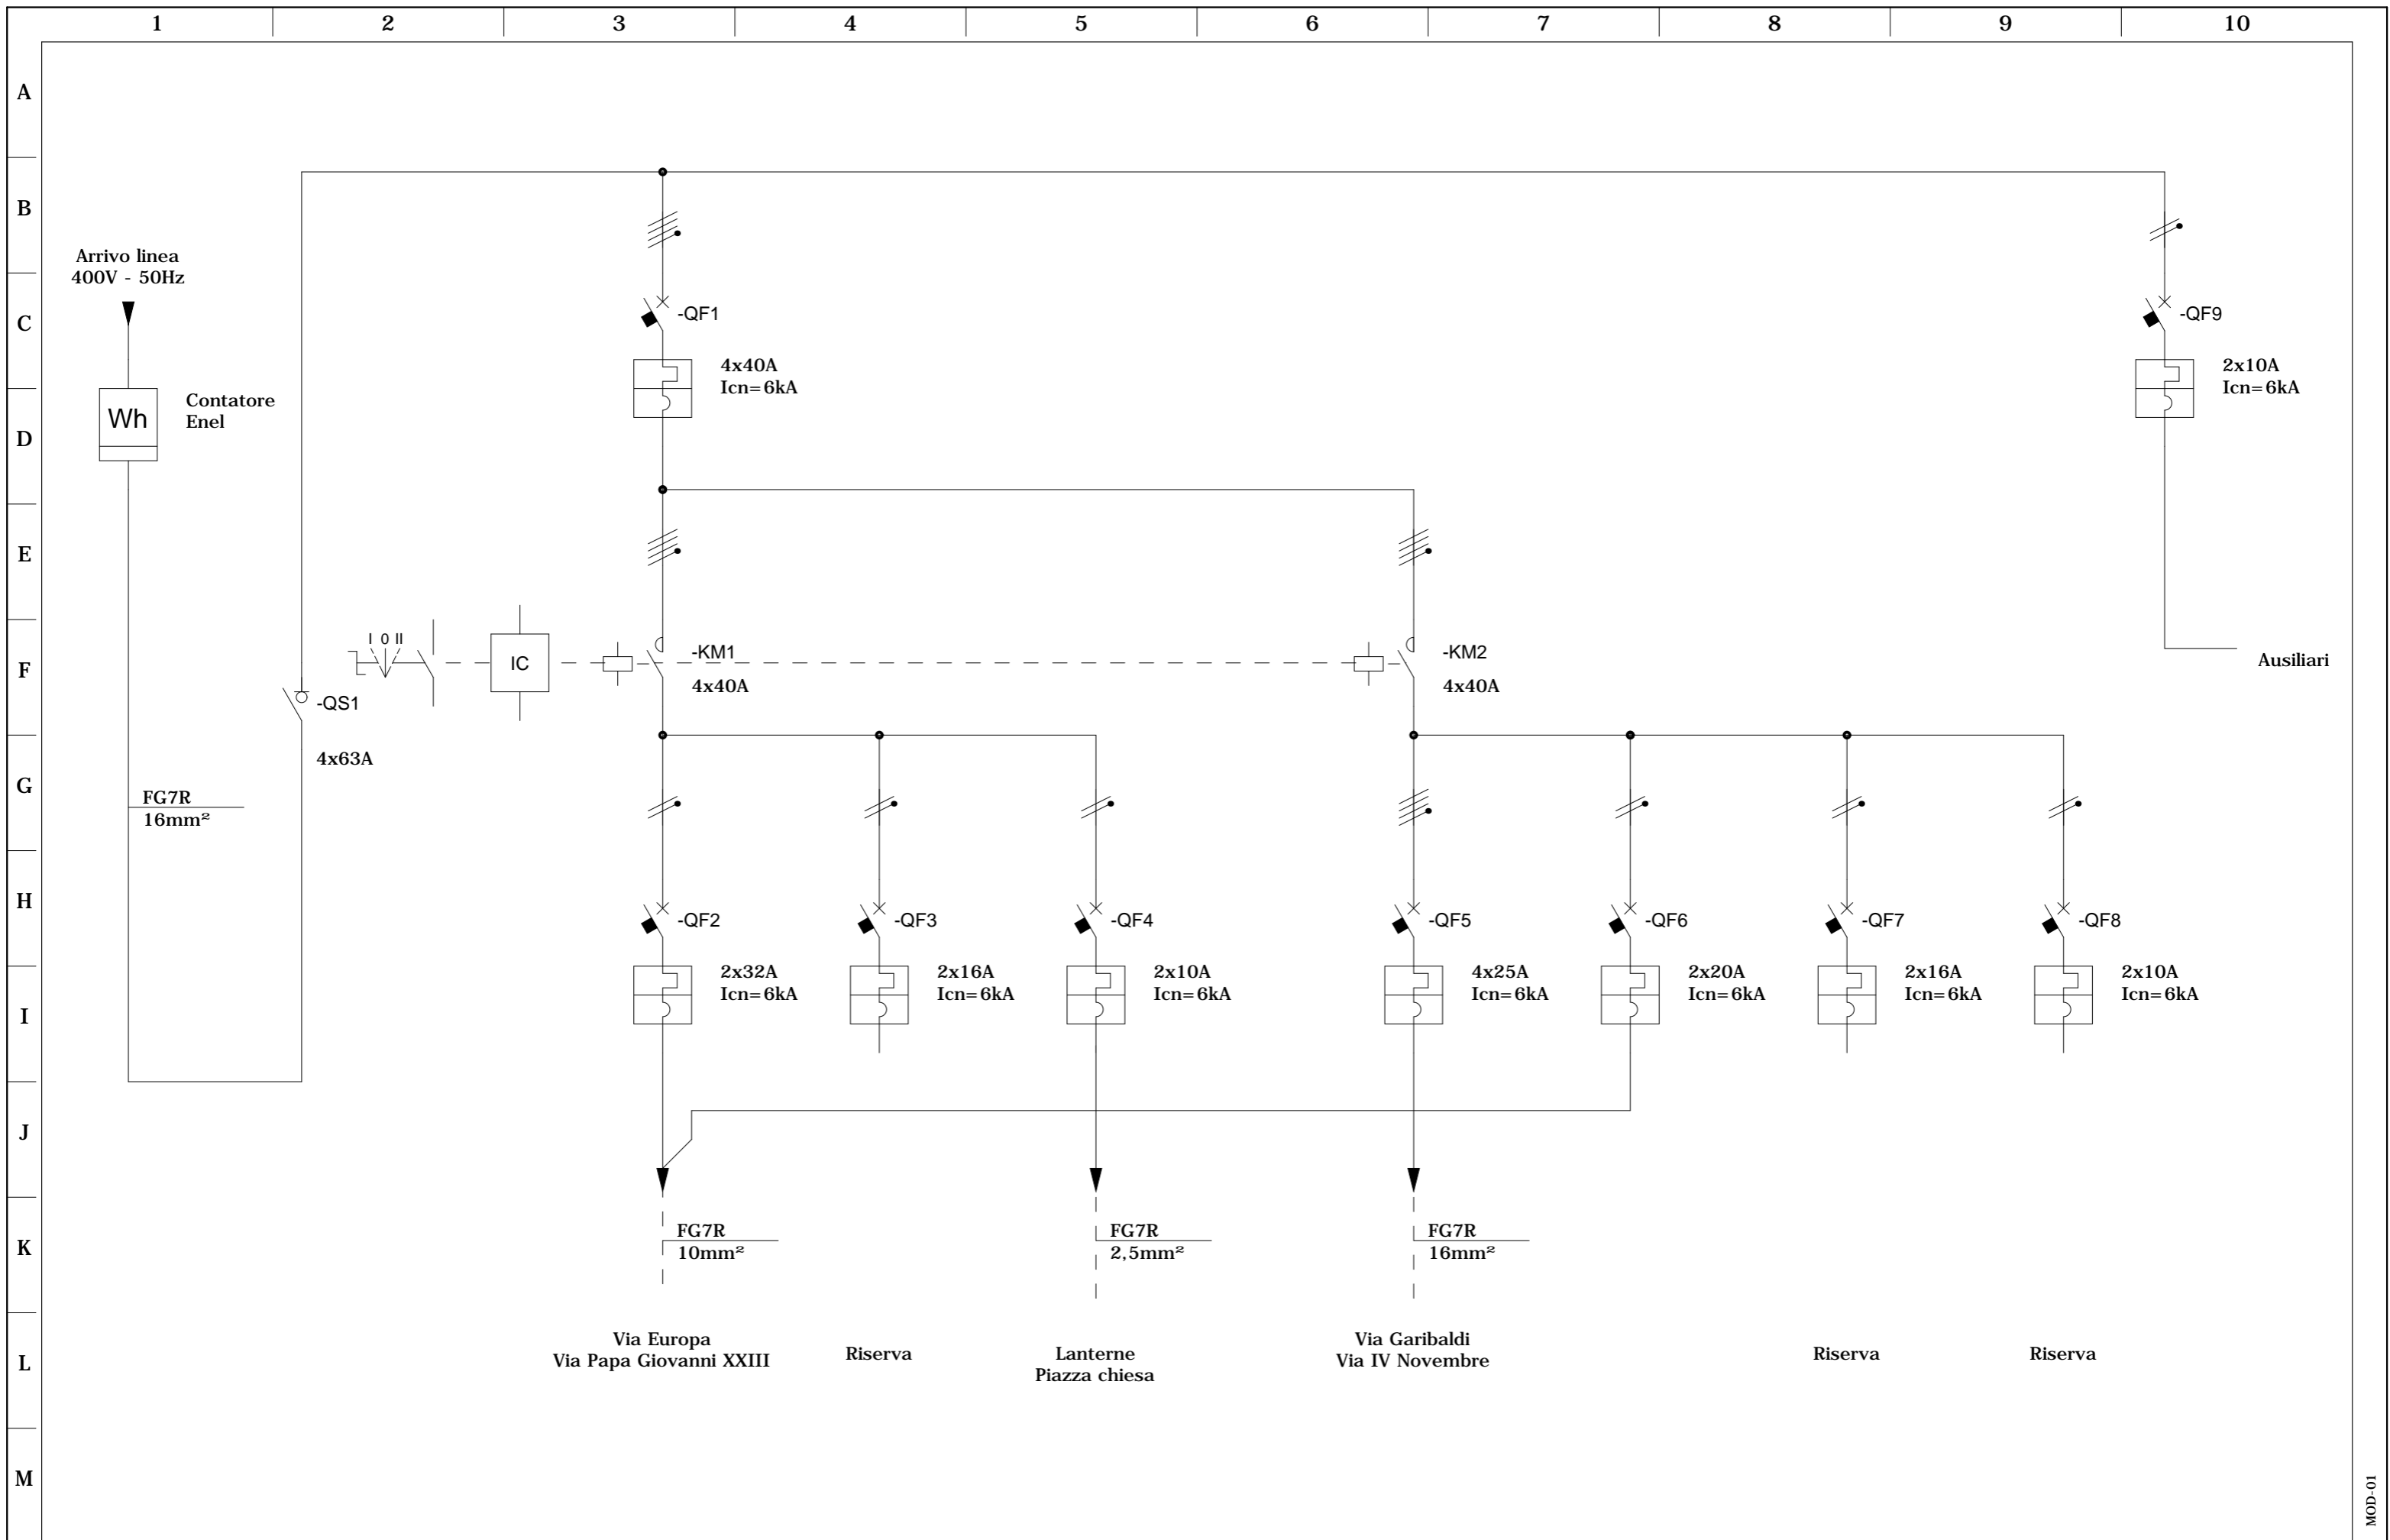 1 2 3 4 5 6 7 8 9 10
A
B
C
D
E
F
G
H
I
J
K
L
M
Arrivo linea
400V - 50Hz
Wh
Contatore
Enel
FG7R
16mm²
-QS1
4x63A
I 0 II
IC
-QF1
4x40A
Icn=6kA
-QF9
2x10A
Icn=6kA
Ausiliari
-KM1
4x40A
-KM2
4x40A
-QF2
2x32A
Icn=6kA
-QF3
2x16A
Icn=6kA
-QF4
2x10A
Icn=6kA
-QF5
4x25A
Icn=6kA
-QF6
2x20A
Icn=6kA
-QF7
2x16A
Icn=6kA
-QF8
2x10A
Icn=6kA
FG7R
10mm²
FG7R
2,5mm²
FG7R
16mm²
Via Europa
Via Papa Giovanni XXIII
Riserva
Lanterne
Piazza chiesa
Via Garibaldi
Via IV Novembre
Riserva
Riserva
MOD-01